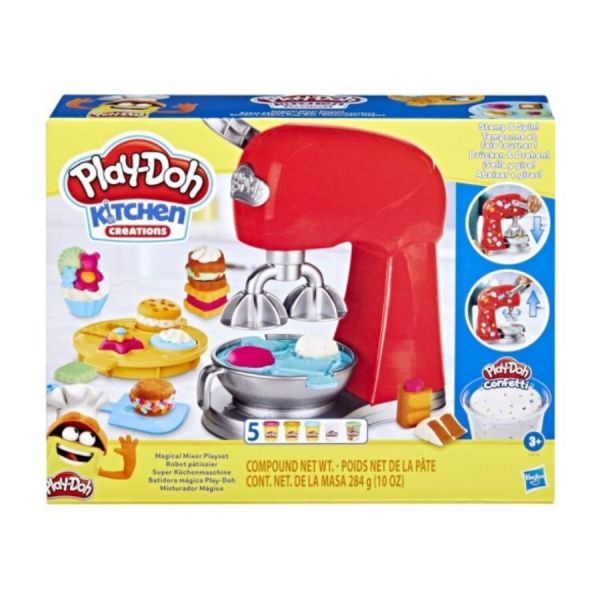 Play-Doh
KITCHEN
CREATIONS
Stamp & Spin!
Tamponne et
fais tourner !
Drücken & Drehen!
¡Sella y gira!
Abaixar e girar!
Play-Doh
Confetti
5
3+
Magical Mixer Playset
Robot pâtissier
Super Küchenmaschine
Batidora mágica Play-Doh
Misturador Mágico
COMPOUND NET WT. • POIDS NET DE LA PÂTE
CONT. NET. DE LA MASA 284 g (10 OZ)
Play-Doh
Hasbro